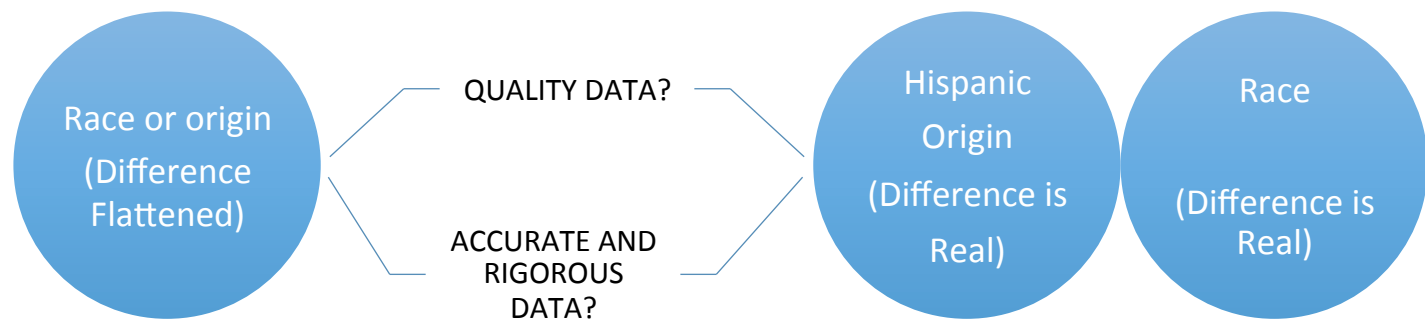 Race or origin
(Difference
Flattened)
QUALITY DATA?
ACCURATE AND
RIGOROUS
DATA?
Hispanic
Origin
(Difference is
Real)
Race
(Difference is
Real)